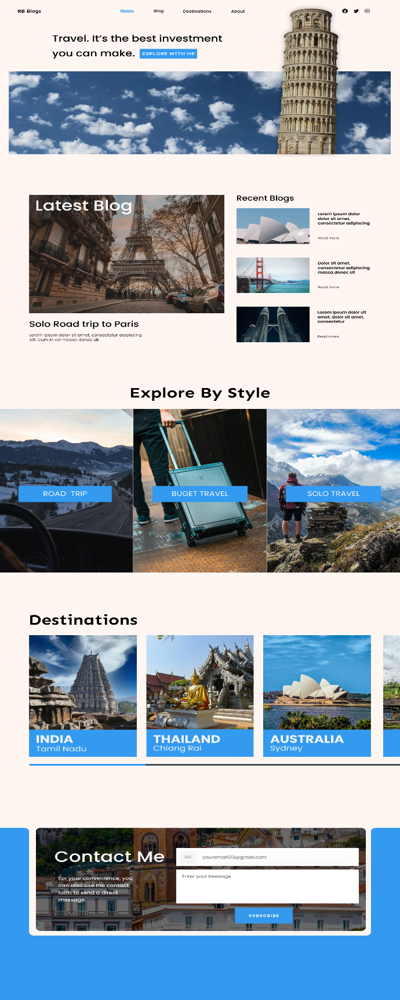 RB Blogs
Home
Blog
Destinations
About
Travel. It's the best investment
you can make.
EXPLORE WITH ME
Latest Blog
Solo Road trip to Paris
Lorem ipsum dolor sit amet, consectetur adipiscing
elit. Cum in vel massa donec sit.
Recent Blogs
Lorem ipsum dolor
dolor sit amet,
consectetur adipiscing
Read more
Dolor sit amet,
consectetur adipiscing
massa donec sit
Read more
Lorem ipsum dolor sit
amet. dolor sit amet,
consectetur
Read more
Explore By Style
ROAD TRIP
BUGET TRAVEL
SOLO TRAVEL
Destinations
INDIA
Tamil Nadu
THAILAND
Chiang Rai
AUSTRALIA
Sydney
Contact Me
For your convenience, you
can also use the contact
form to send a direct
message.
youremail123@gmail.com
Enter your Message
SUBSCRIBE